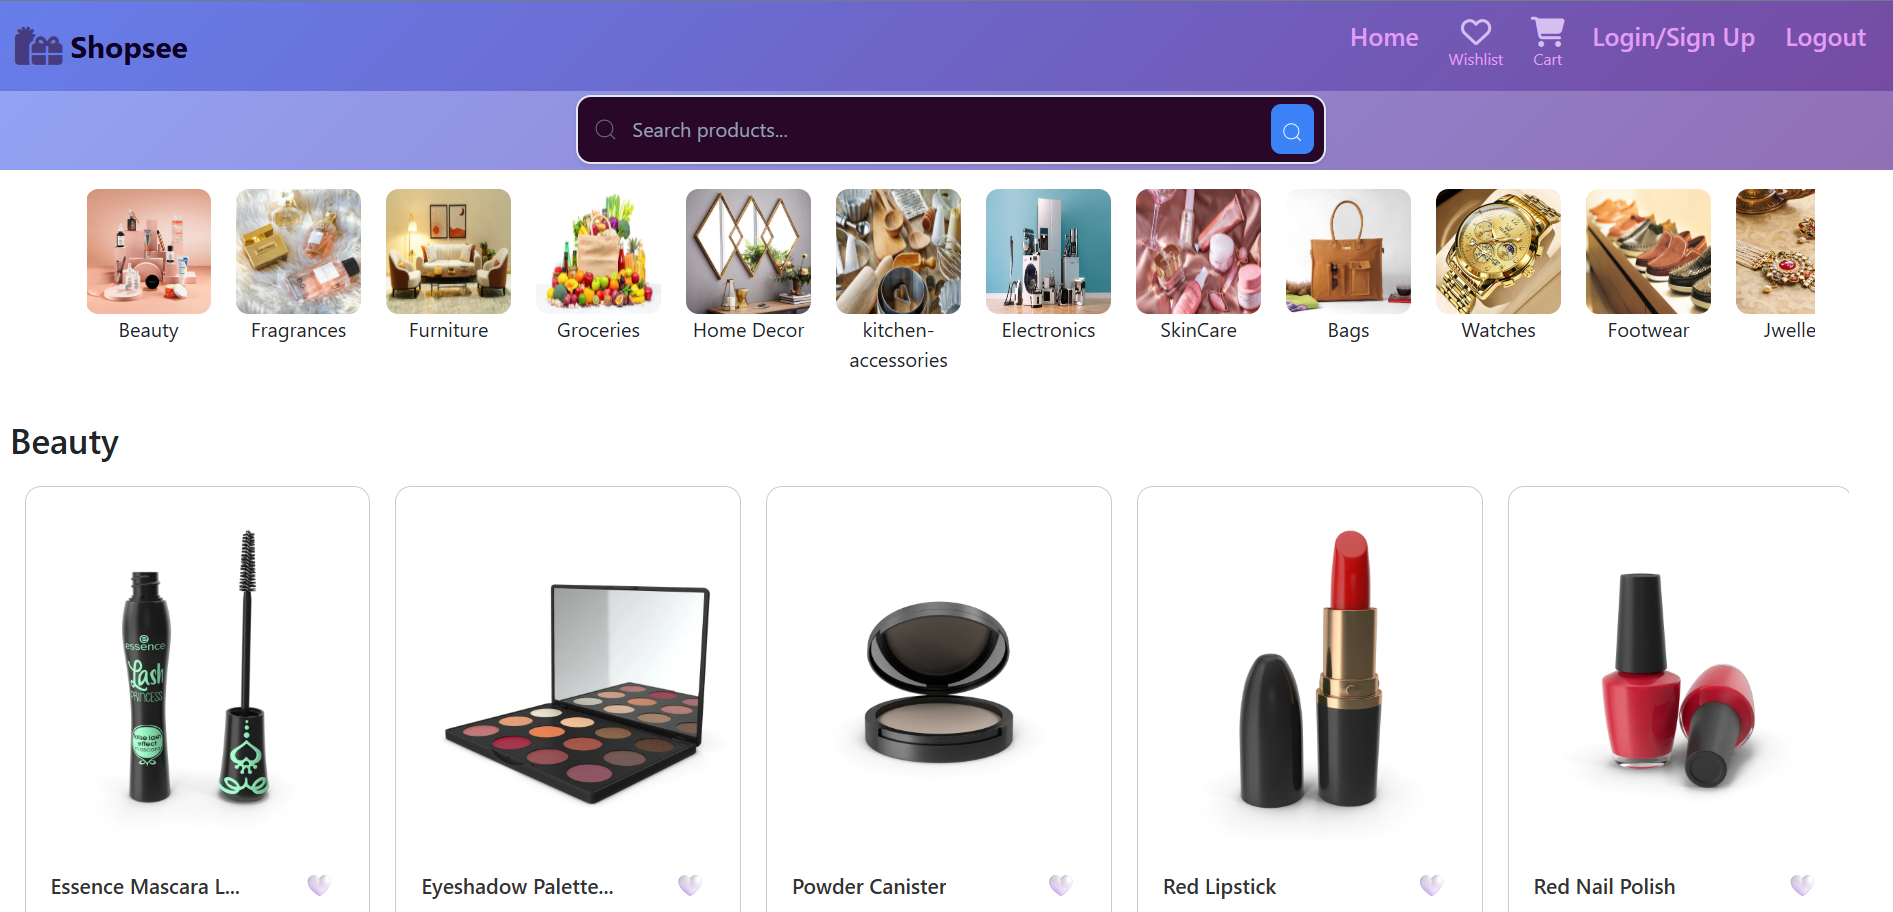 Shopsee
Home
Wishlist
Cart
Login/Sign Up
Logout
Search products...
Beauty
Fragrances
Furniture
Groceries
Home Decor
kitchen-
accessories
Electronics
SkinCare
Bags
Watches
Footwear
Jwelle
Beauty
essence
Lash
PRINCESS
false lash
effect
mascara
Essence Mascara L...
Eyeshadow Palette...
Powder Canister
Red Lipstick
Red Nail Polish